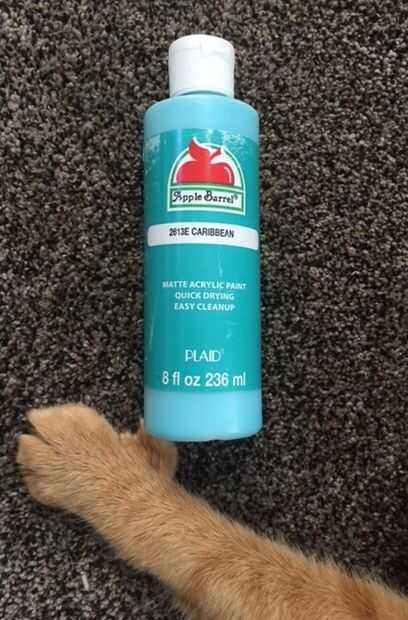 Apple Barrel®
2613E CARIBBEAN
MATTE ACRYLIC PAINT
QUICK DRYING
EASY CLEANUP
PLAID®
8 fl oz 236 ml